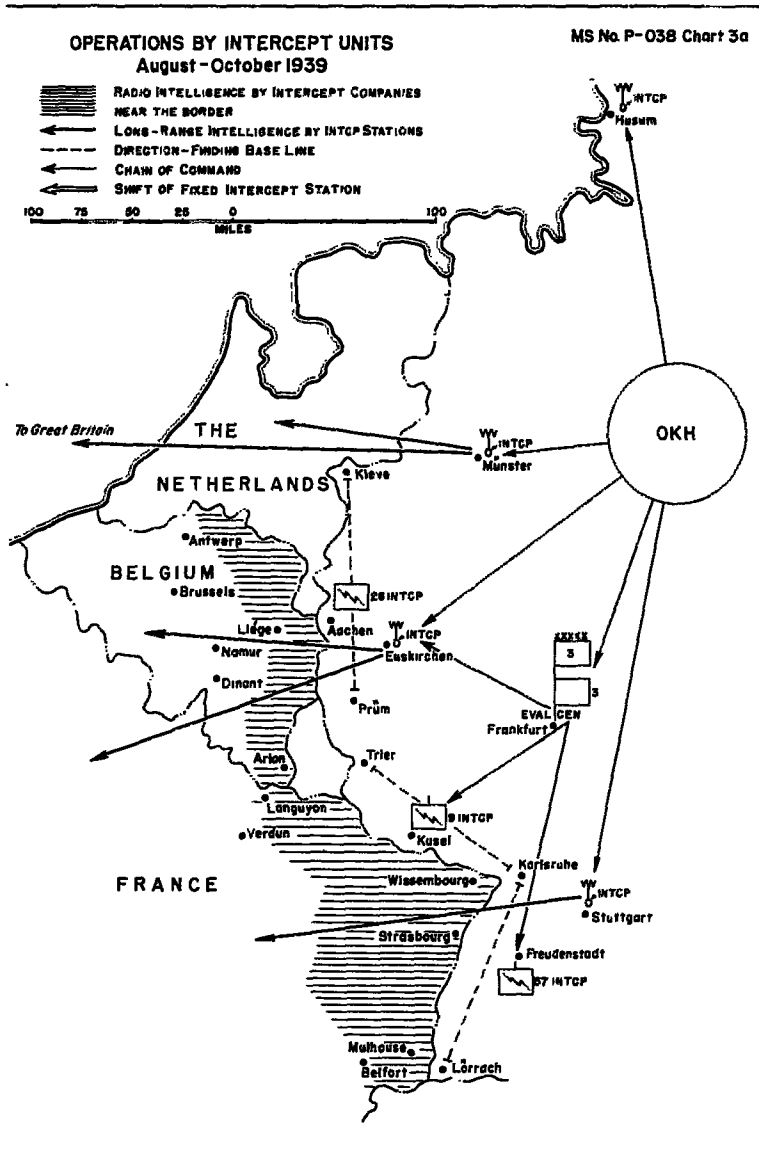 MS No. P-038 Chart 3a
OPERATIONS BY INTERCEPT UNITS
August-October 1939
RADIO INTELLIGENCE BY INTERCEPT COMPANIES
NEAR THE BORDER
LONG-RANGE INTELLIGENCE BY INTCP STATIONS
DIRECTION-FINDING BASE LINE
CHAIN OF COMMAND
SHIFT OF FIXED INTERCEPT STATION
100 75 50 25 0 100
MILES
INTCP
Husum
OKH
To Great Britain
THE
NETHERLANDS
INTCP
Münster
Kleve
Antwerp
BELGIUM
Brussels
26 INTCP
Liége
Aachen
INTCP
Euskirchen
Namur
Dinant
Prüm
XXXXX
3
3
EVAL CEN
Frankfurt
Trier
Arlon
Languyon
9 INTCP
Verdun
Kusel
Karlsruhe
FRANCE
Wissembourg
INTCP
Stuttgart
Strasbourg
Freudenstadt
57 INTCP
Mulhouse
Belfort
Lörrach